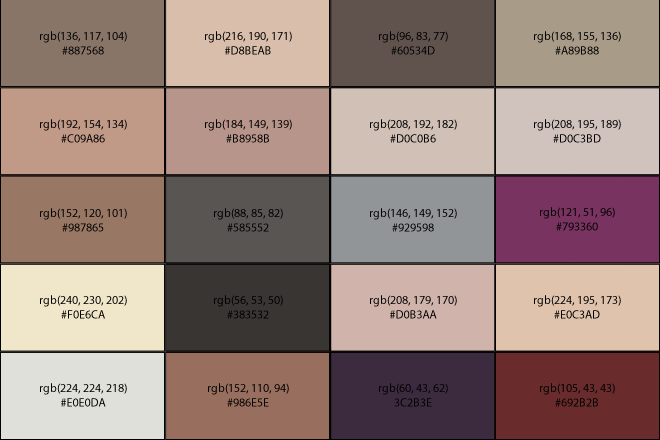 rgb(136, 117, 104)
#887568
rgb(216, 190, 171)
#D8BEAB
rgb(96, 83, 77)
#60534D
rgb(168, 155, 136)
#A89B88
rgb(192, 154, 134)
#C09A86
rgb(184, 149, 139)
#B8958B
rgb(208, 192, 182)
#D0C0B6
rgb(208, 195, 189)
#D0C3BD
rgb(152, 120, 101)
#987865
rgb(88, 85, 82)
#585552
rgb(146, 149, 152)
#929598
rgb(121, 51, 96)
#793360
rgb(240, 230, 202)
#F0E6CA
rgb(56, 53, 50)
#383532
rgb(208, 179, 170)
#D0B3AA
rgb(224, 195, 173)
#E0C3AD
rgb(224, 224, 218)
#E0E0DA
rgb(152, 110, 94)
#986E5E
rgb(60, 43, 62)
3C2B3E
rgb(105, 43, 43)
#692B2B